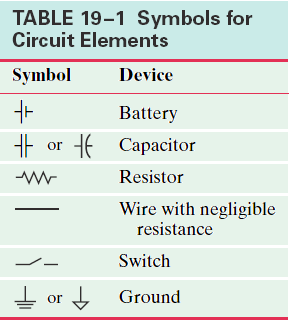 TABLE 19–1 Symbols for
Circuit Elements
Symbol Device
Battery
or Capacitor
Resistor
Wire with negligible
resistance
Switch
or Ground